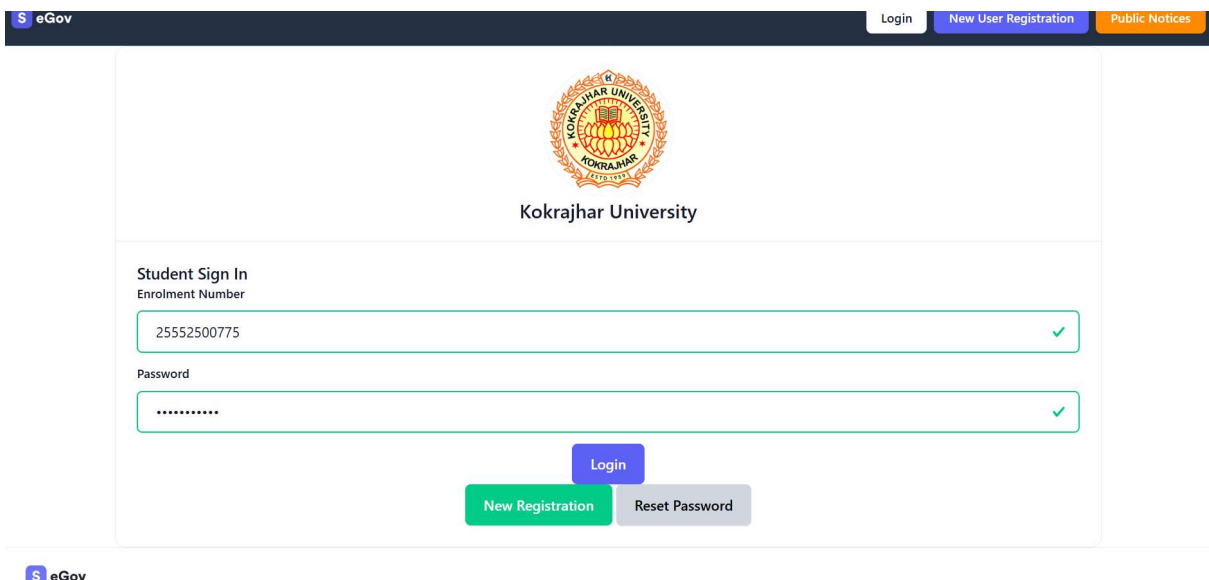 S eGov
Login New User Registration Public Notices
KOKRAJHAR UNIVERSITY
KOKRAJHAR
ESTD 1959
Kokrajhar University
Student Sign In
Enrolment Number
25552500775
Password
•••••••••••
Login
New Registration Reset Password
S eGov